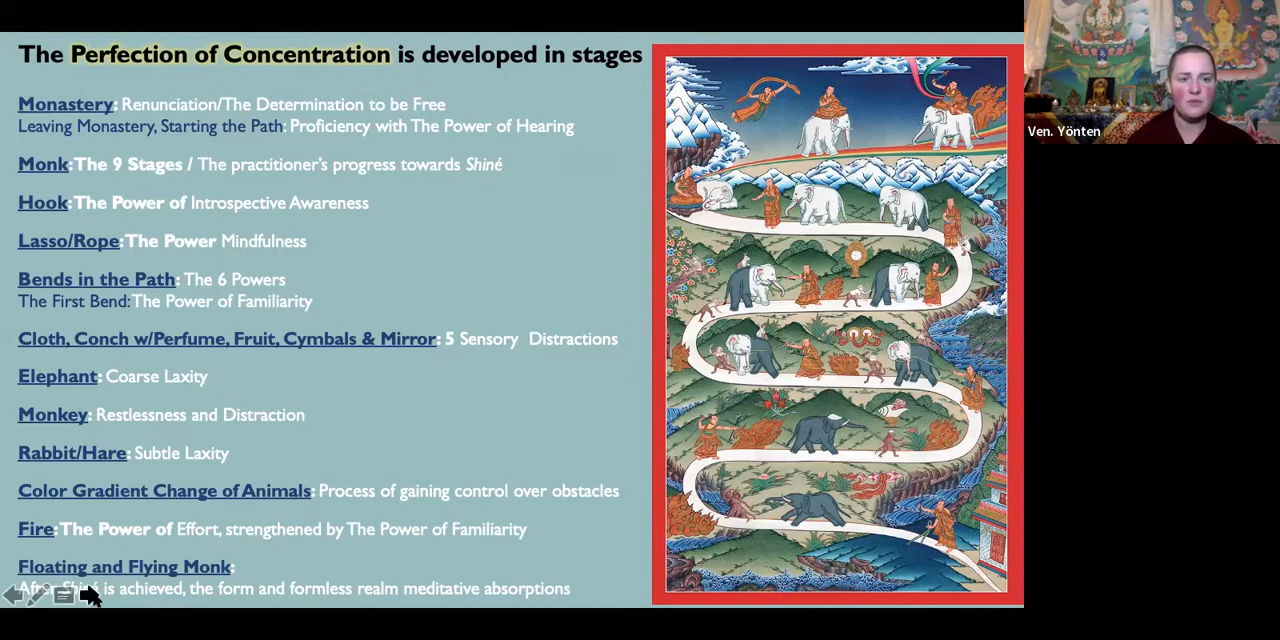 The Perfection of Concentration is developed in stages
Monastery: Renunciation/The Determination to be Free
Leaving Monastery, Starting the Path: Proficiency with The Power of Hearing
Monk: The 9 Stages / The practitioner's progress towards Shiné
Hook: The Power of Introspective Awareness
Lasso/Rope: The Power Mindfulness
Bends in the Path: The 6 Powers
The First Bend: The Power of Familiarity
Cloth, Conch w/Perfume, Fruit, Cymbals & Mirror: 5 Sensory Distractions
Elephant: Coarse Laxity
Monkey: Restlessness and Distraction
Rabbit/Hare: Subtle Laxity
Color Gradient Change of Animals: Process of gaining control over obstacles
Fire: The Power of Effort, strengthened by The Power of Familiarity
Floating and Flying Monk:
After Shiné is achieved, the form and formless realm meditative absorptions
Ven. Yönten